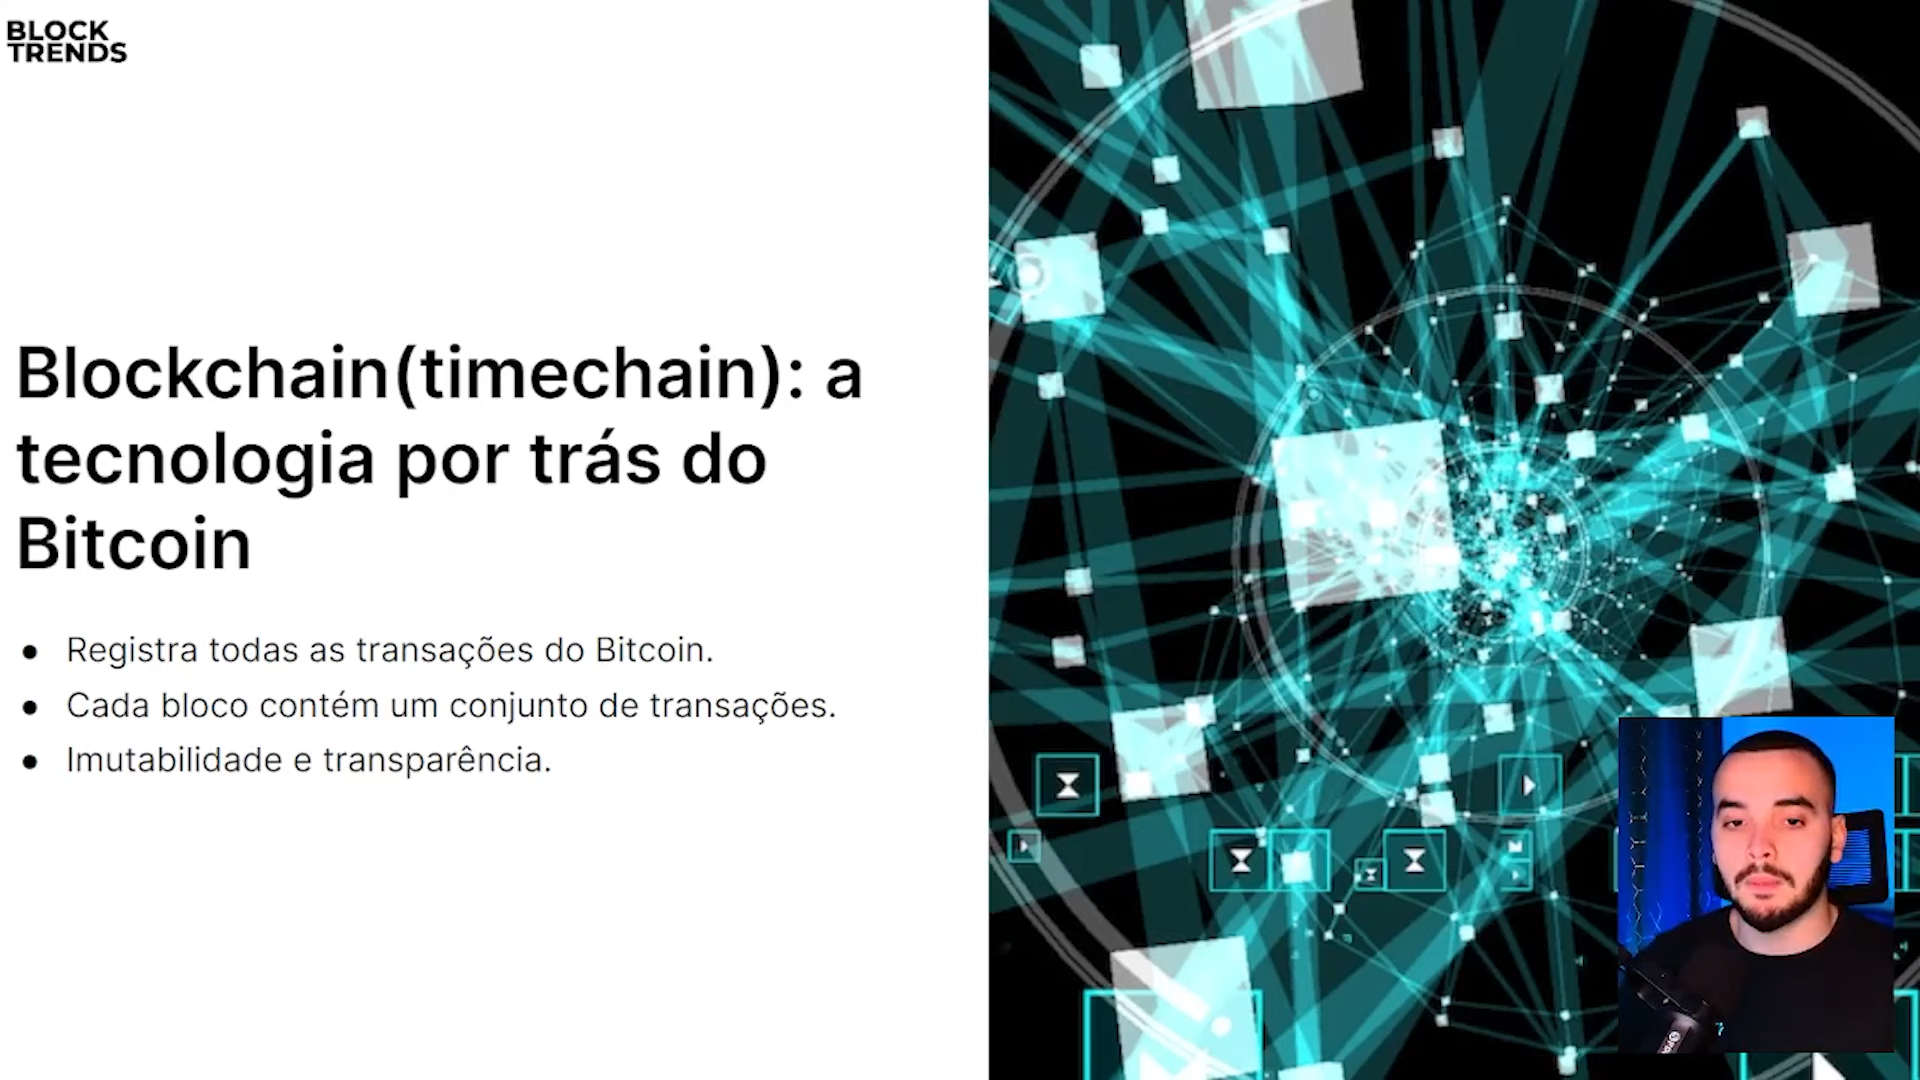 BLOCK
TRENDS
Blockchain(timechain): a
tecnologia por trás do
Bitcoin
● Registra todas as transações do Bitcoin.
● Cada bloco contém um conjunto de transações.
● Imutabilidade e transparência.